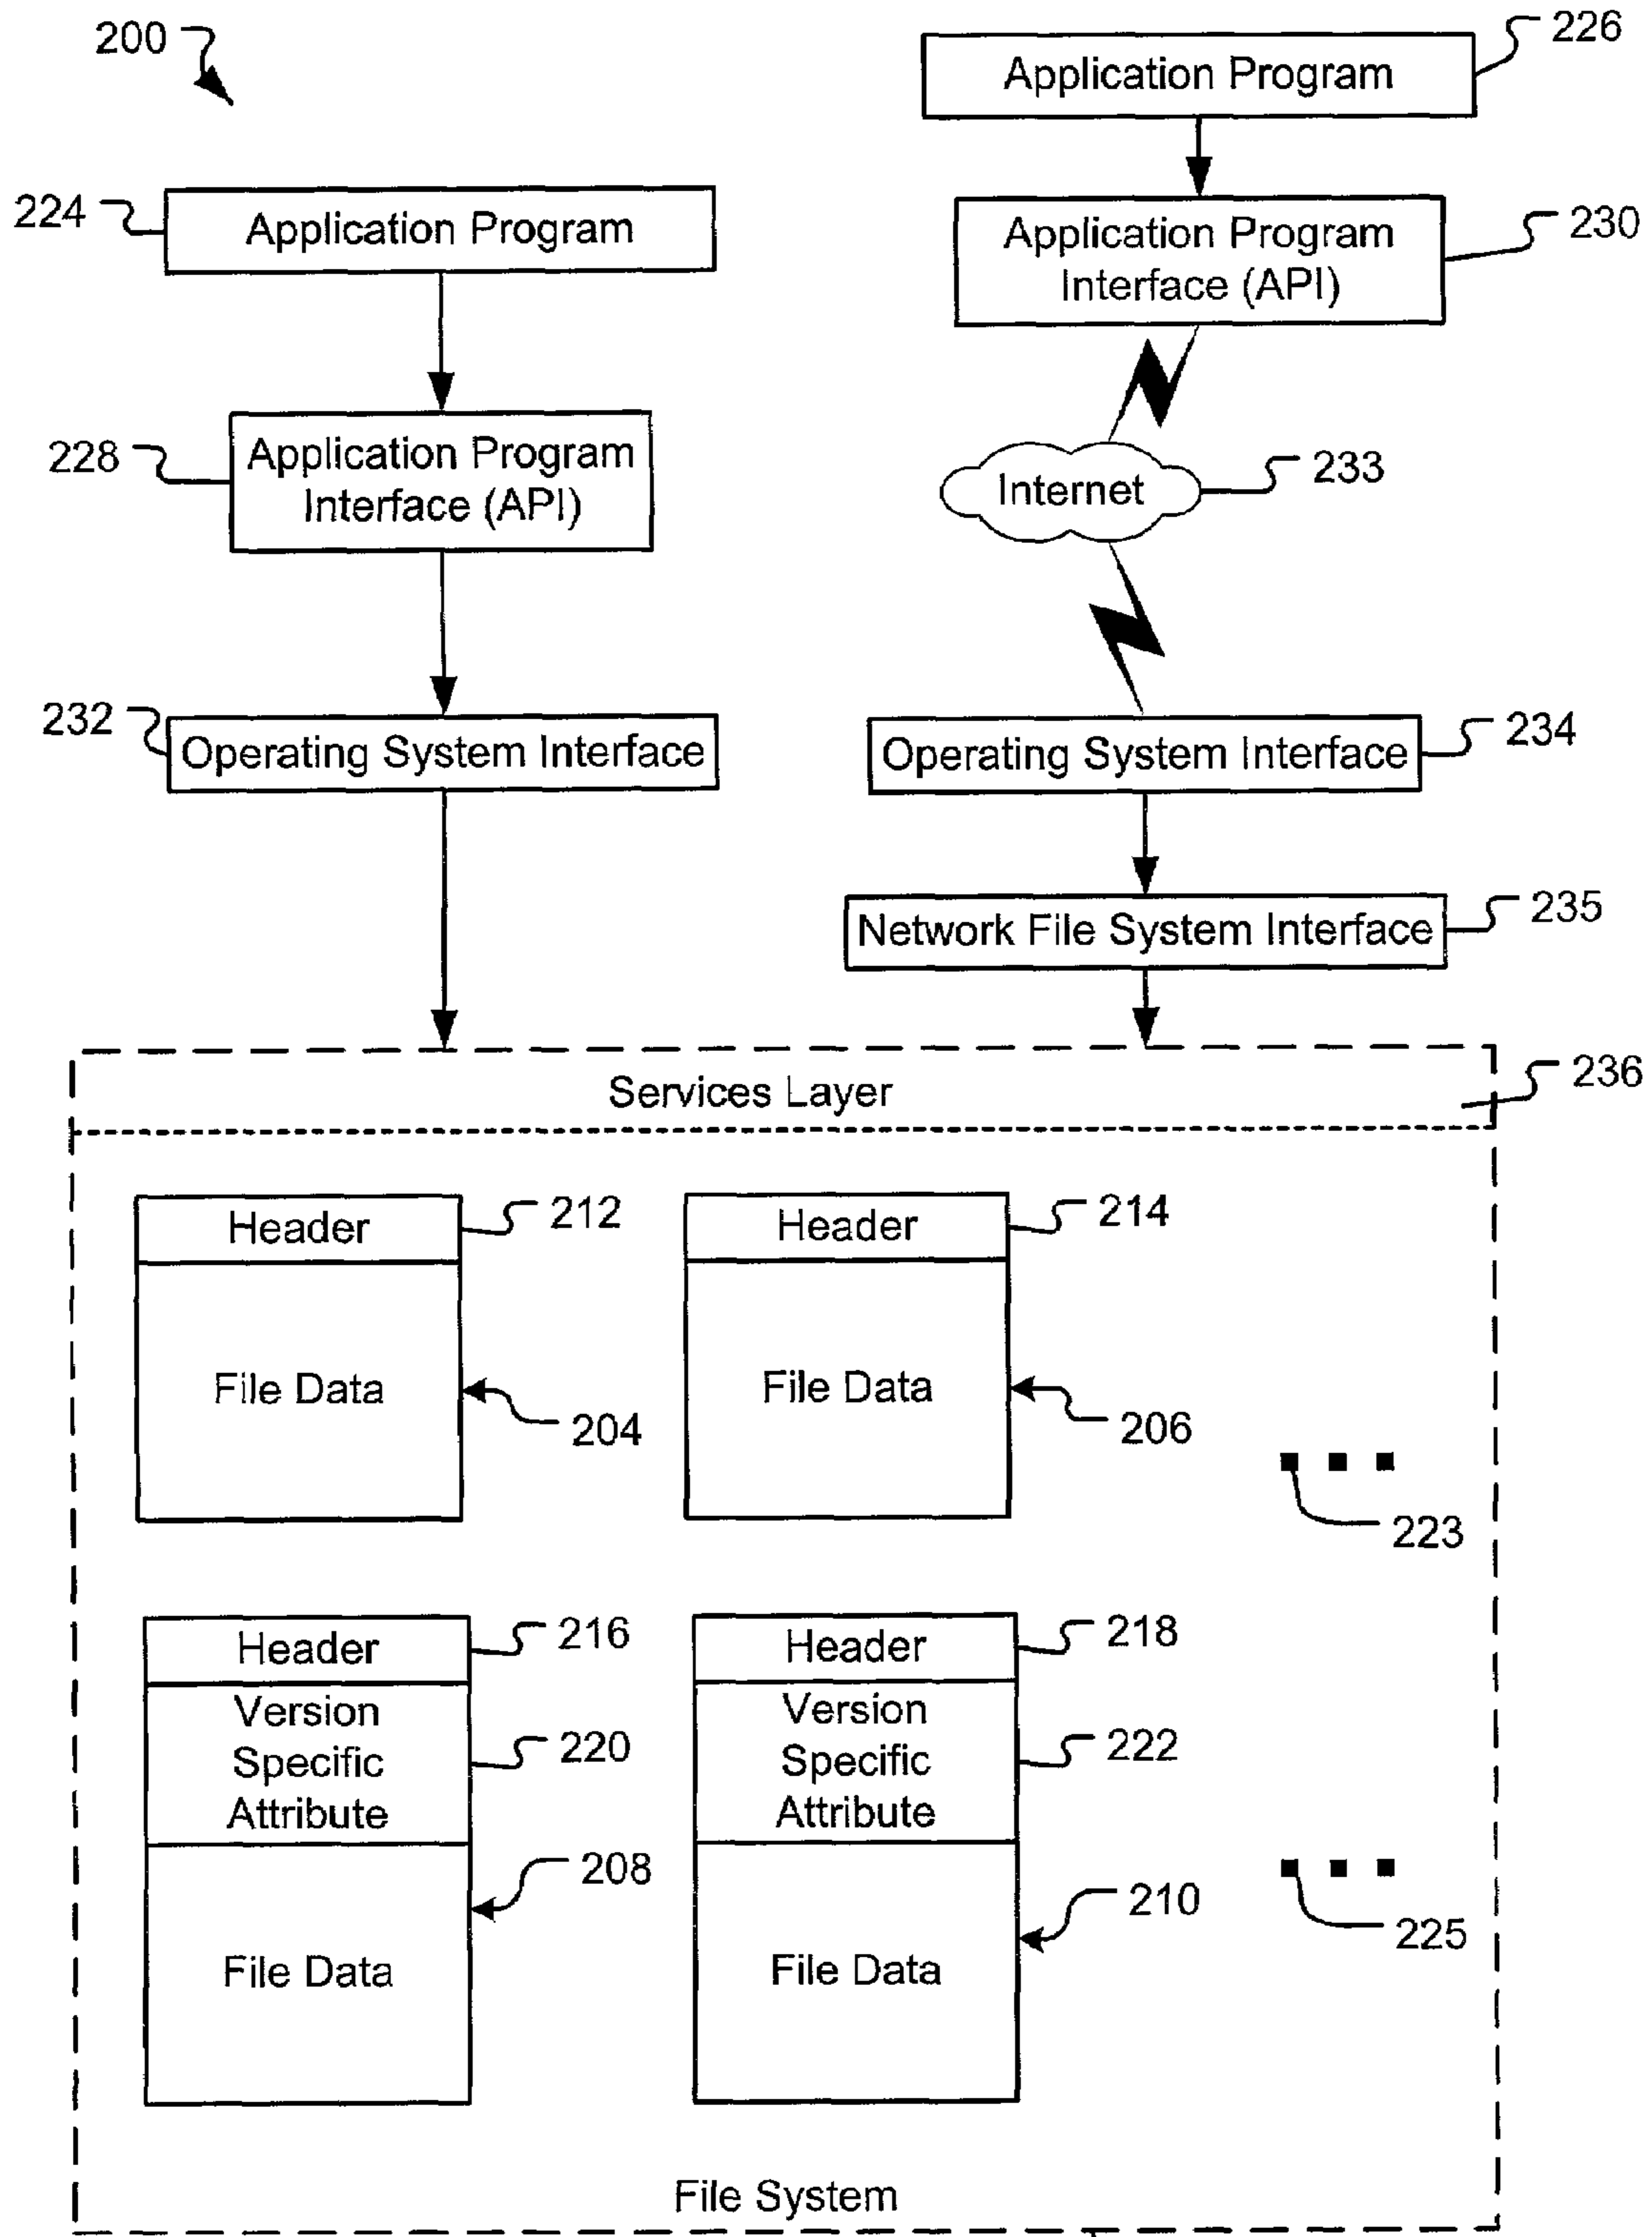 200
226
Application Program
224
Application Program
230
Application Program
Interface (API)
228
Application Program
Interface (API)
233
Internet
232
Operating System Interface
234
Operating System Interface
235
Network File System Interface
236
Services Layer
Header
212
Header
214
File Data
204
File Data
206
223
Header
216
Header
218
Version
Specific
Attribute
220
Version
Specific
Attribute
222
208
File Data
210
File Data
225
File System